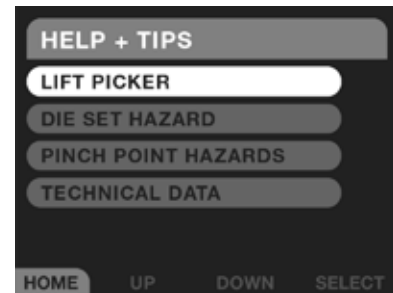 HELP + TIPS
LIFT PICKER
DIE SET HAZARD
PINCH POINT HAZARDS
TECHNICAL DATA
HOME UP DOWN SELECT